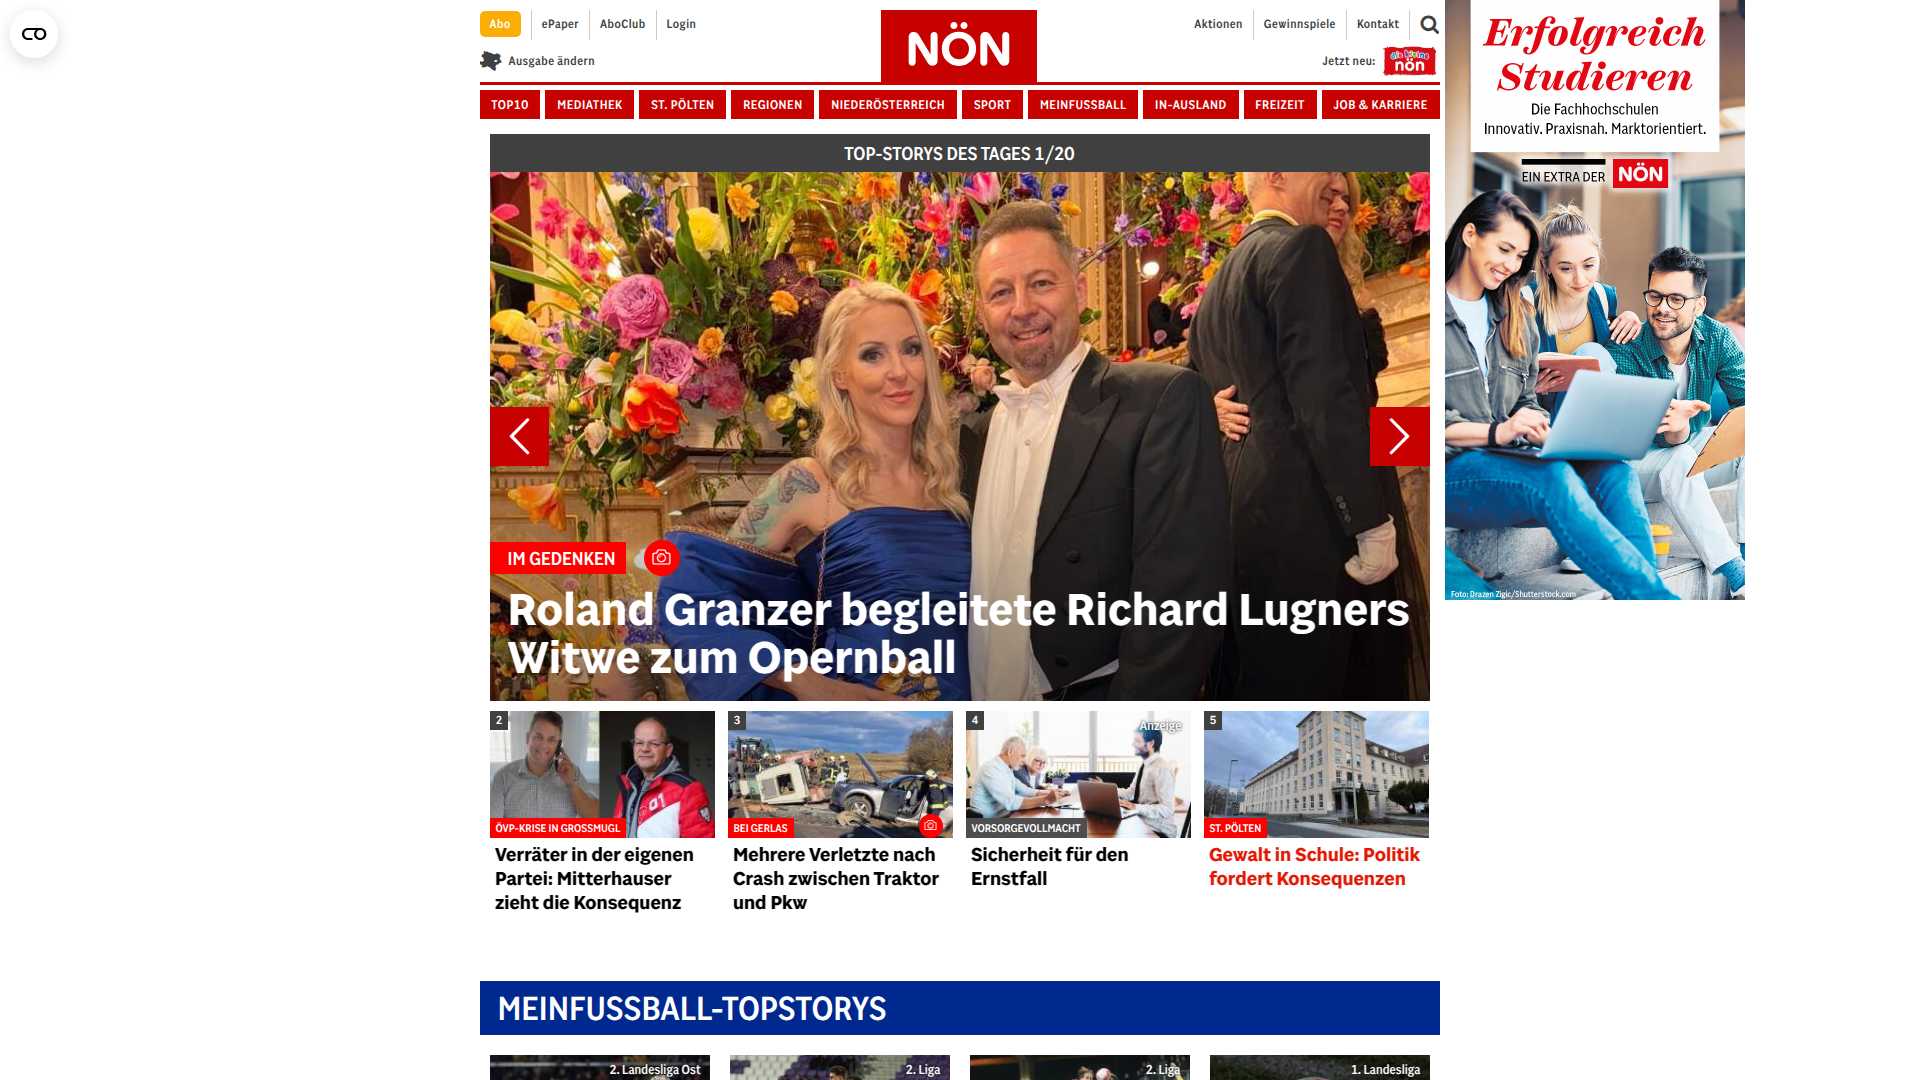 Abo
ePaper
AboClub
Login
NÖN
Aktionen
Gewinnspiele
Kontakt
Ausgabe ändern
Jetzt neu:
die kleine
nön
TOP10
MEDIATHEK
ST. PÖLTEN
REGIONEN
NIEDERÖSTERREICH
SPORT
MEINFUSSBALL
IN-AUSLAND
FREIZEIT
JOB & KARRIERE
TOP-STORYS DES TAGES 1/20
IM GEDENKEN
Roland Granzer begleitete Richard Lugners
Witwe zum Opernball
2
ÖVP-KRISE IN GROSSMUGL
Verräter in der eigenen
Partei: Mitterhauser
zieht die Konsequenz
3
BEI GERLAS
Mehrere Verletzte nach
Crash zwischen Traktor
und Pkw
4
Anzeige
VORSORGEVOLLMACHT
Sicherheit für den
Ernstfall
5
ST. PÖLTEN
Gewalt in Schule: Politik
fordert Konsequenzen
MEINFUSSBALL-TOPSTORYS
2. Landesliga Ost
2. Liga
2. Liga
1. Landesliga
Erfolgreich
Studieren
Die Fachhochschulen
Innovativ. Praxisnah. Marktorientiert.
EIN EXTRA DER NÖN
Foto: Drazen Zigic/Shutterstock.com